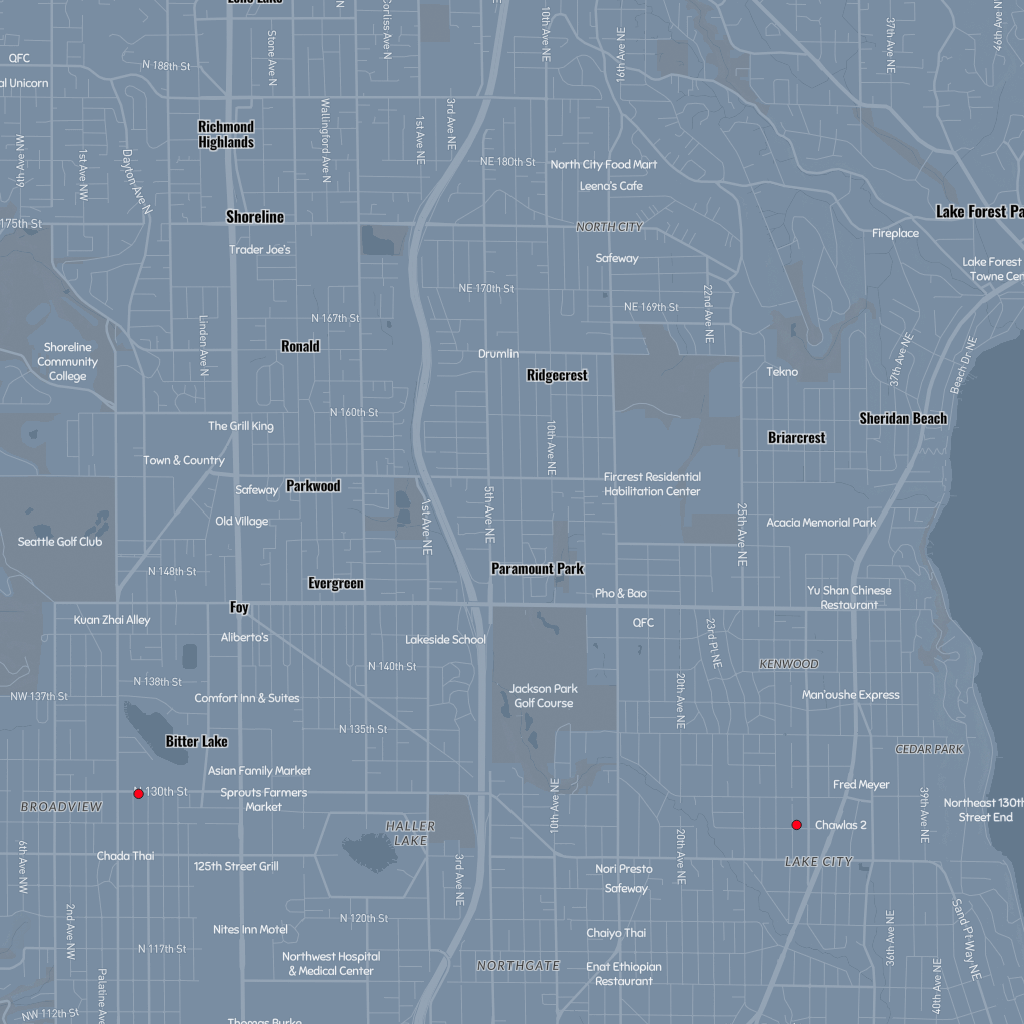 QFC
N 188th St
Stone Ave N
10th Ave NE
16th Ave NE
37th Ave NE
al Unicorn
Richmond
Highlands
Wallingford Ave N
1st Ave NE
3rd Ave NE
NE 180th St
North City Food Mart
Leena's Cafe
1st Ave NW
Dayton Ave N
175th St
Shoreline
Trader Joe's
NORTH CITY
Safeway
Lake Forest Pa
Fireplace
Lake Forest
Towne Cen
NE 170th St
NE 169th St
22nd Ave NE
N 167th St
Linden Ave N
Ronald
Drumlin
Ridgecrest
Shoreline
Community
College
Tekno
37th Ave NE
Beach Dr NE
Sheridan Beach
Briarcrest
N 160th St
The Grill King
10th Ave NE
Town & Country
Safeway
Parkwood
Old Village
Fircrest Residential
Habilitation Center
1st Ave NE
5th Ave NE
25th Ave NE
Acacia Memorial Park
Seattle Golf Club
N 148th St
Evergreen
Paramount Park
Foy
Pho & Bao
Yu Shan Chinese
Restaurant
Kuan Zhai Alley
Aliberto's
Lakeside School
QFC
23rd Pl NE
KENWOOD
N 140th St
N 138th St
NW 137th St
Comfort Inn & Suites
Jackson Park
Golf Course
20th Ave NE
Man'oushe Express
N 135th St
Bitter Lake
CEDAR PARK
Asian Family Market
N 130th St
Sprouts Farmers
Market
BROADVIEW
Fred Meyer
39th Ave NE
Northeast 130th
Street End
10th Ave NE
HALLER
LAKE
Chawlas 2
20th Ave NE
LAKE CITY
6th Ave NW
Chada Thai
125th Street Grill
3rd Ave NE
Nori Presto
Safeway
2nd Ave NW
N 120th St
Nites Inn Motel
Chaiyo Thai
36th Ave NE
Sand Pt Way NE
N 117th St
Northwest Hospital
& Medical Center
NORTHGATE
Enat Ethiopian
Restaurant
40th Ave NE
Palatine Ave
NW 112th St